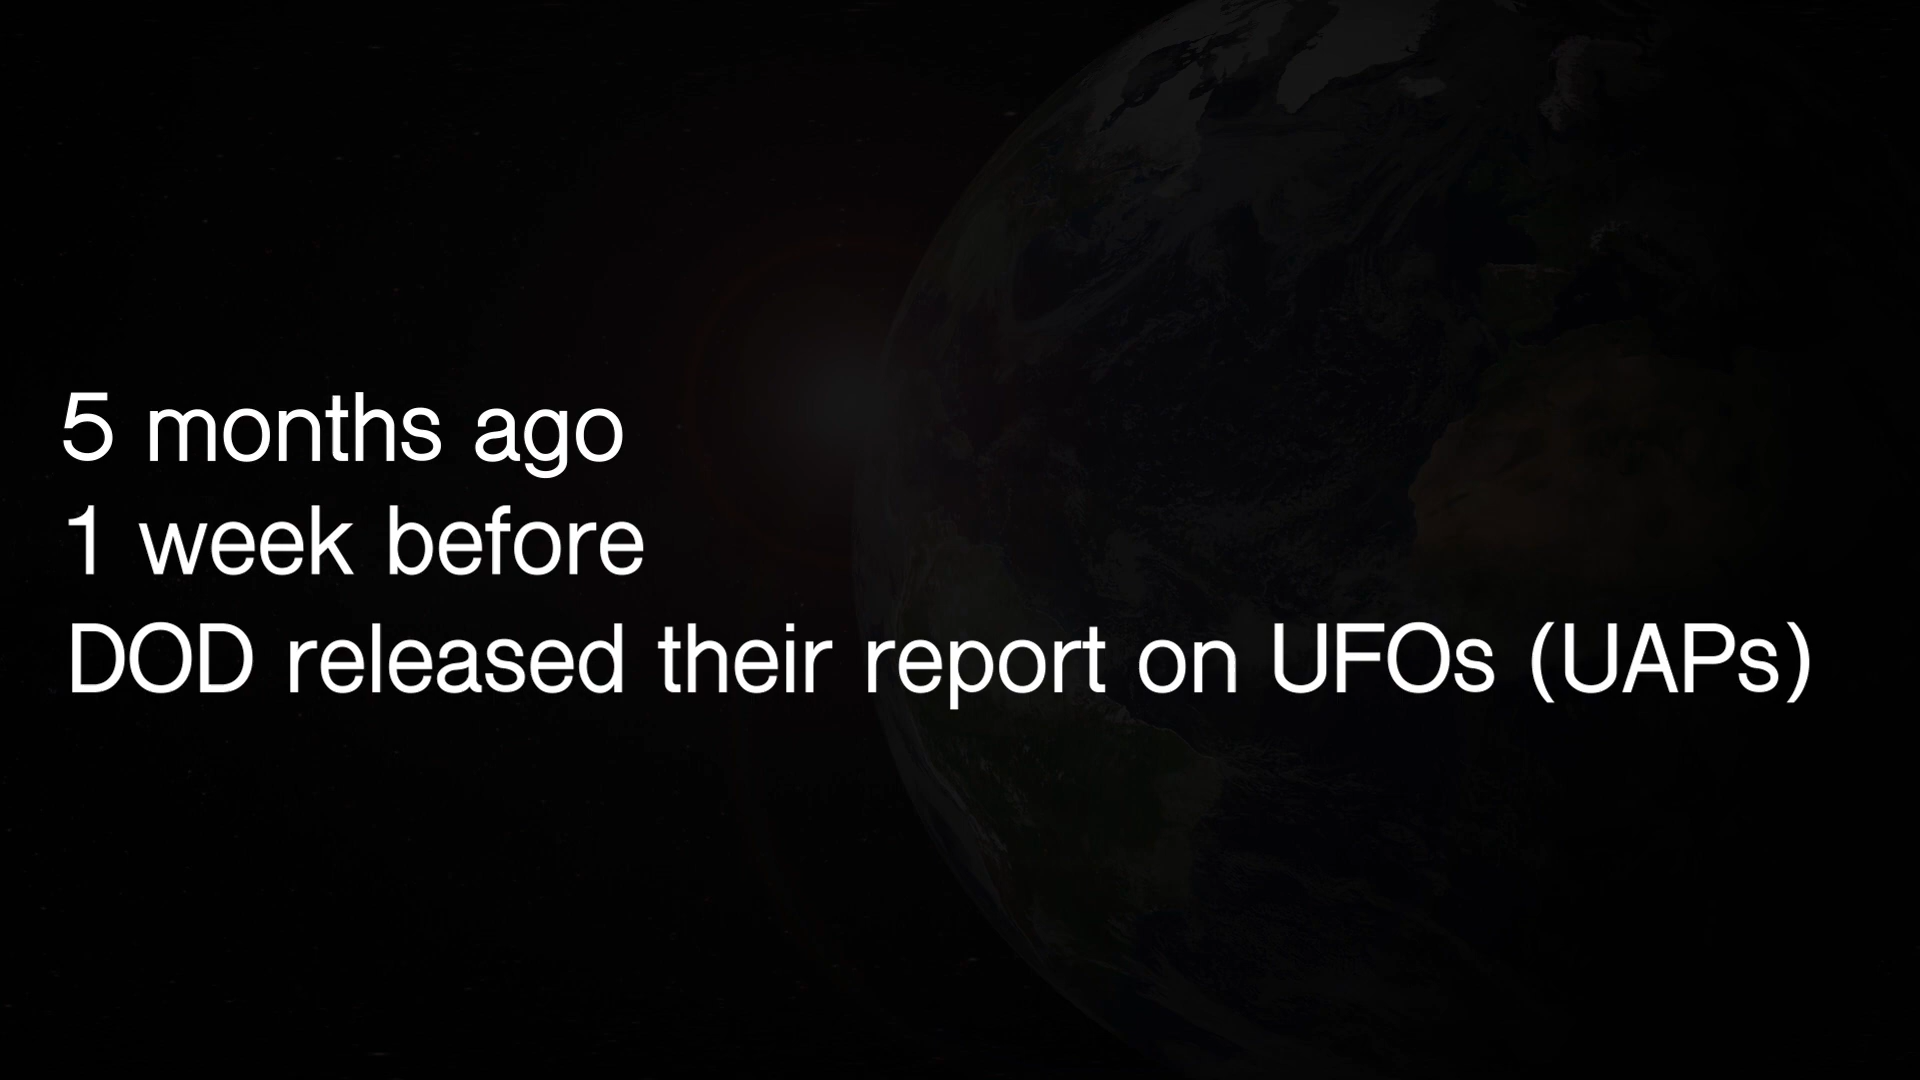 5 months ago
1 week before
DOD released their report on UFOs (UAPs)